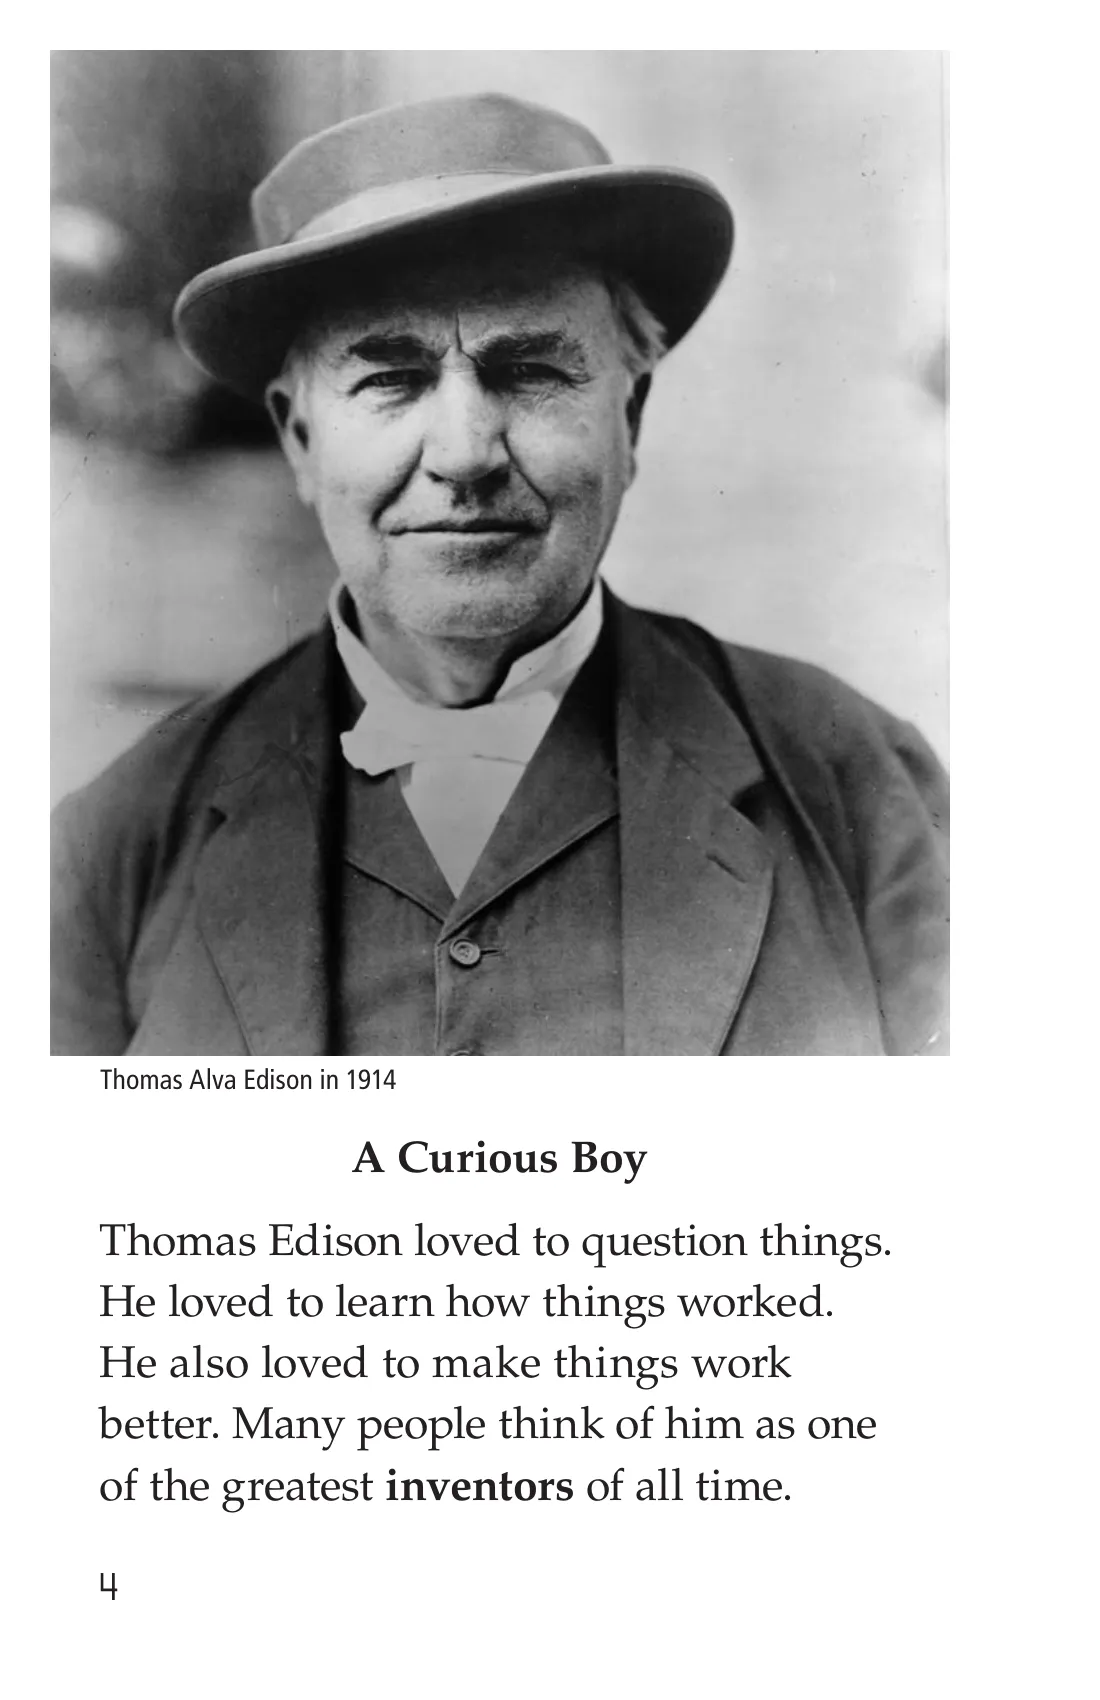 Thomas Alva Edison in 1914
A Curious Boy
Thomas Edison loved to question things.
He loved to learn how things worked.
He also loved to make things work
better. Many people think of him as one
of the greatest inventors of all time.
4